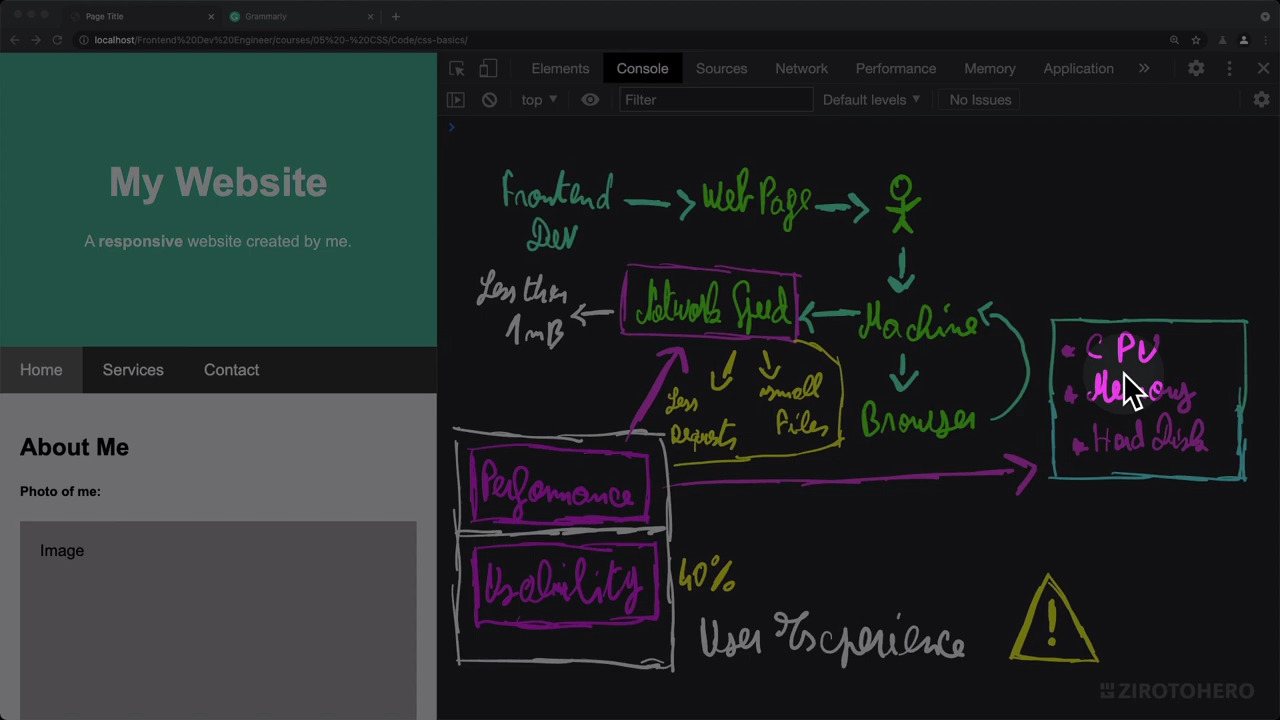 Page Title
Grammarly
localhost/Frontend%20Dev%20Engineer/courses/05%20-%20CSS/Code/css-basics/
Elements Console Sources Network Performance Memory Application
top Filter Default levels No Issues
My Website
A responsive website created by me.
Home Services Contact
About Me
Photo of me:
Image
Frontend
Dev
Web Page
Less then
1 mB
Network Speed
Machine
Less
Requests
small
Files
Browser
CPU
Memory
Hard Disk
Performance
Usability
40%
User Experience
!
ZIROTOHERO